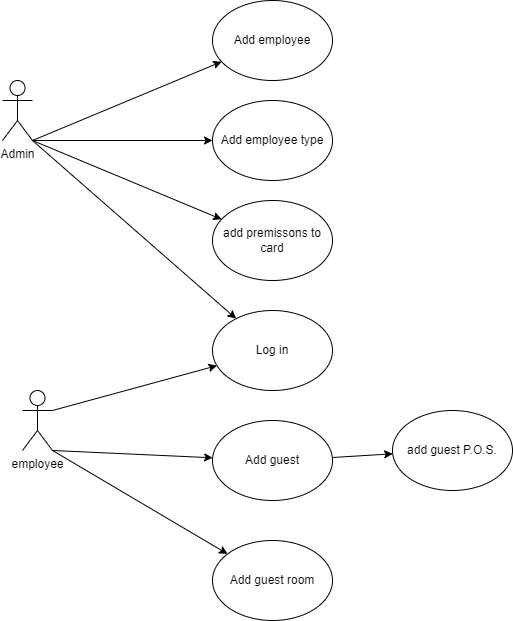 Add employee
Admin
Add employee type
add premissons to
card
Log in
employee
Add guest
add guest P.O.S.
Add guest room